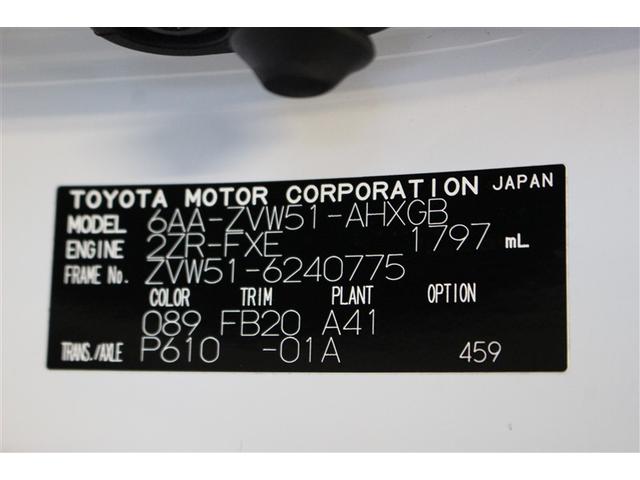 TOYOTA MOTOR CORPORATION JAPAN
MODEL 6AA-ZVW51-AHXGB
ENGINE 2ZR-FXE 1797 mL
FRAME No. ZVW51-6240775
COLOR TRIM PLANT OPTION
089 FB20 A41
TRANS./AXLE P610 -01A 459